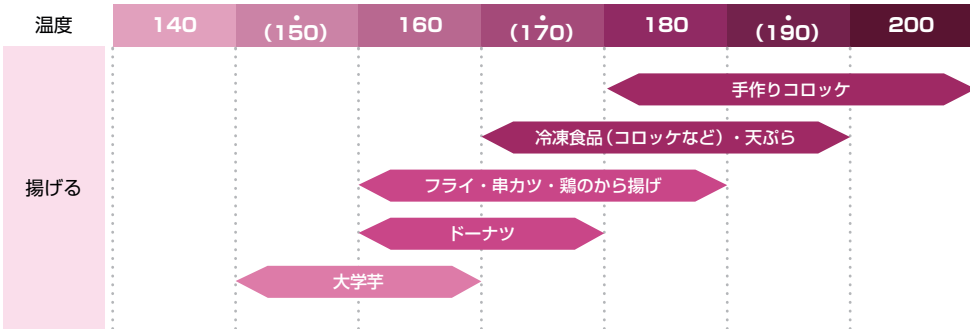 温度 140 (150) 160 (170) 180 (190) 200
手作りコロッケ
冷凍食品(コロッケなど)・天ぷら
揚げる
フライ・串カツ・鶏のから揚げ
ドーナツ
大学芋